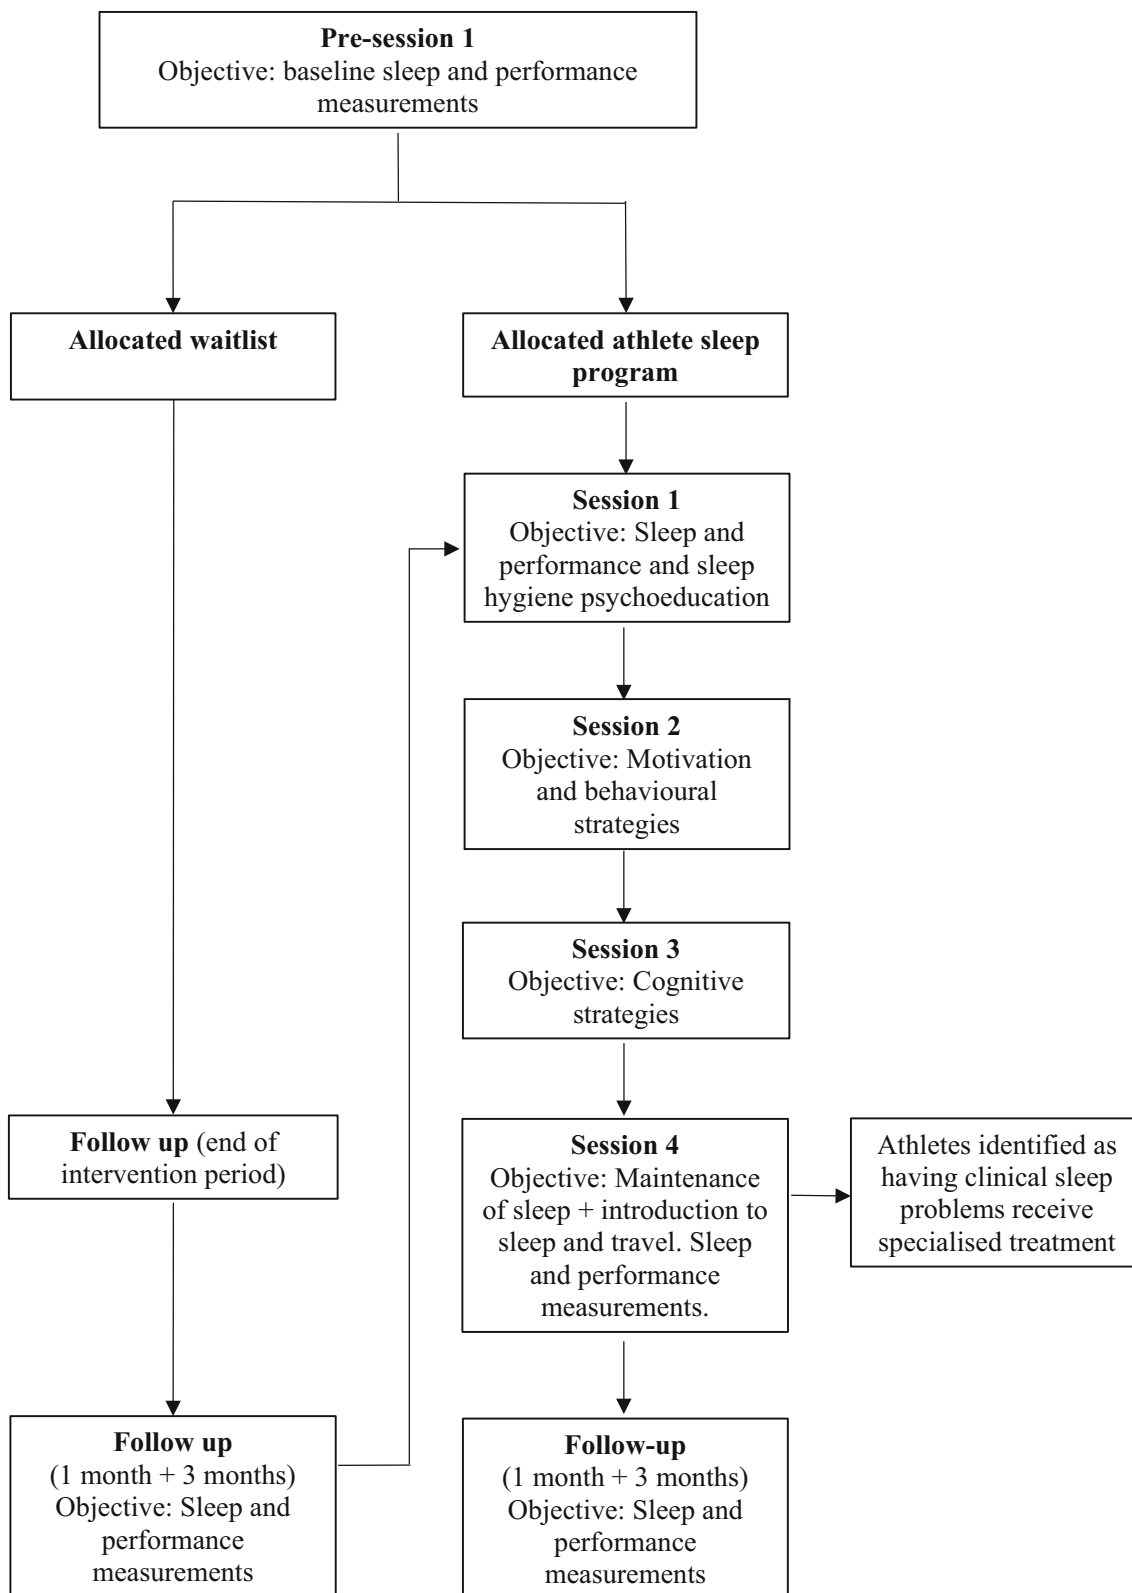 Pre-session 1
Objective: baseline sleep and performance
measurements
Allocated waitlist
Allocated athlete sleep
program
Session 1
Objective: Sleep and
performance and sleep
hygiene psychoeducation
Session 2
Objective: Motivation
and behavioural
strategies
Session 3
Objective: Cognitive
strategies
Follow up (end of
intervention period)
Session 4
Objective: Maintenance
of sleep + introduction to
sleep and travel. Sleep
and performance
measurements.
Athletes identified as
having clinical sleep
problems receive
specialised treatment
Follow up
(1 month + 3 months)
Objective: Sleep and
performance
measurements
Follow-up
(1 month + 3 months)
Objective: Sleep and
performance
measurements